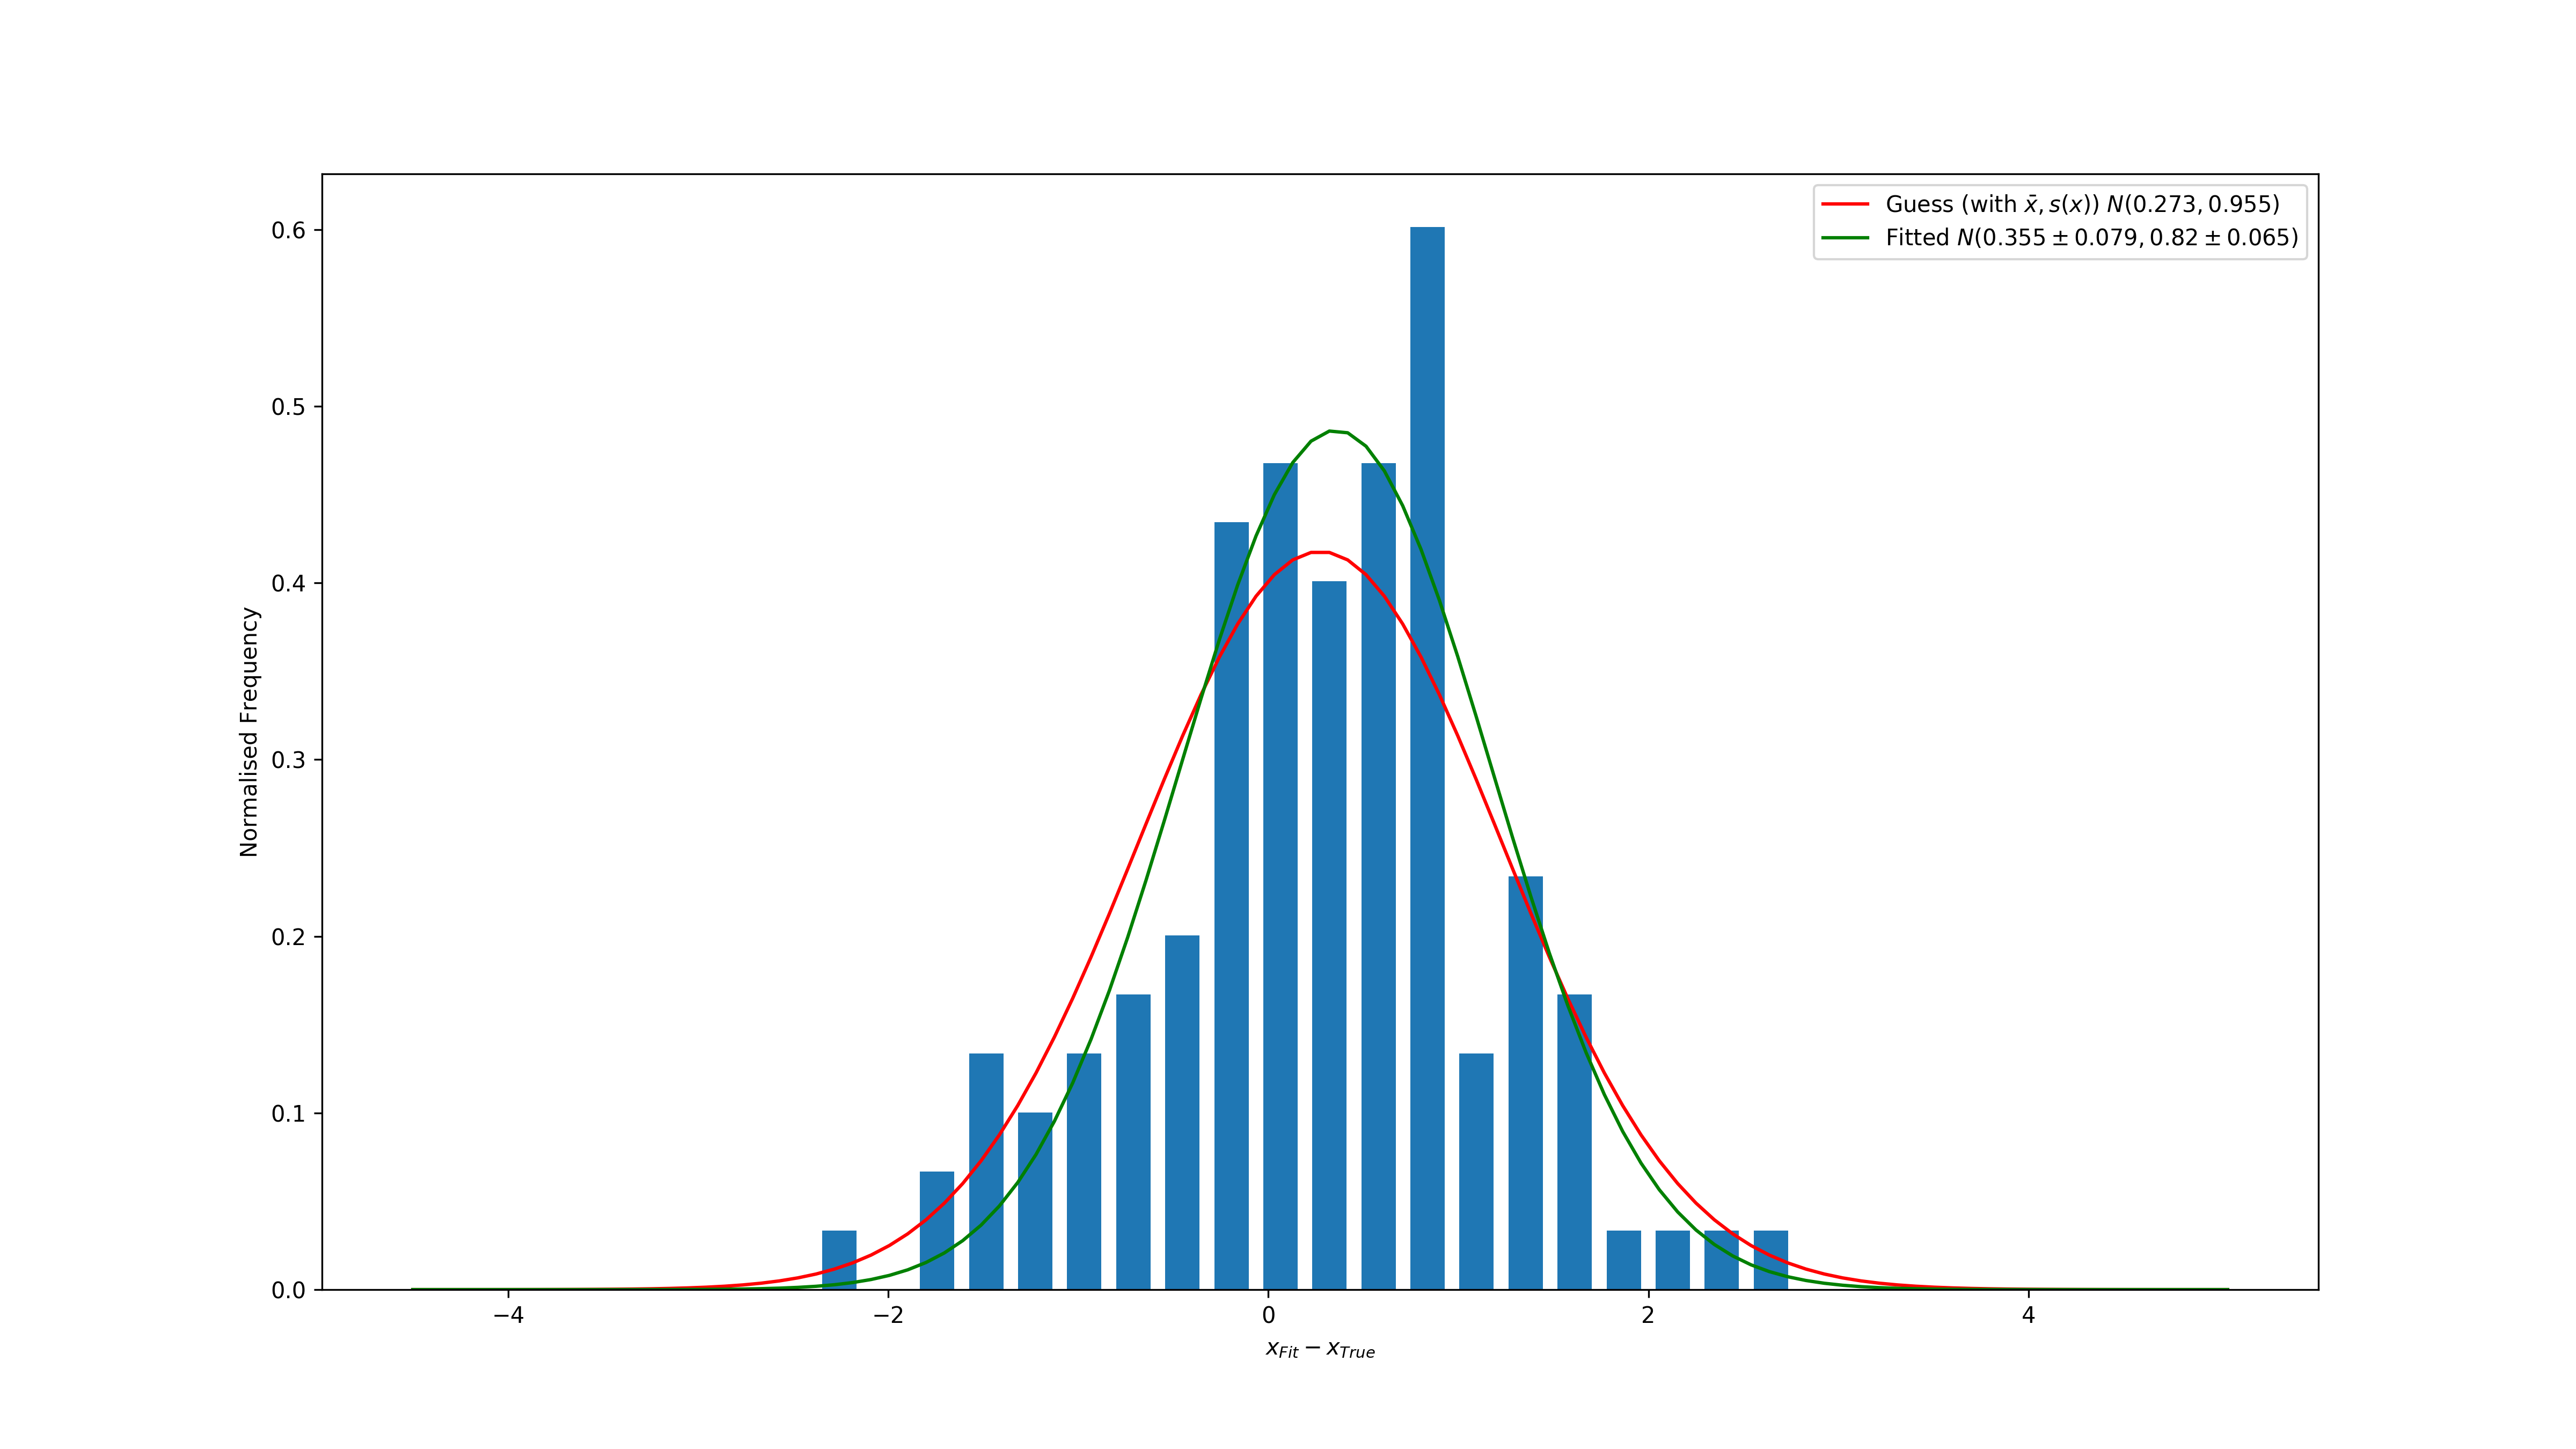 Guess (with x̄, s(x)) N(0.273, 0.955)
Fitted N(0.355 ± 0.079, 0.82 ± 0.065)
0.6
0.5
0.4
0.3
0.2
0.1
0.0
Normalised Frequency
−4 −2 0 2 4
x_Fit − x_True